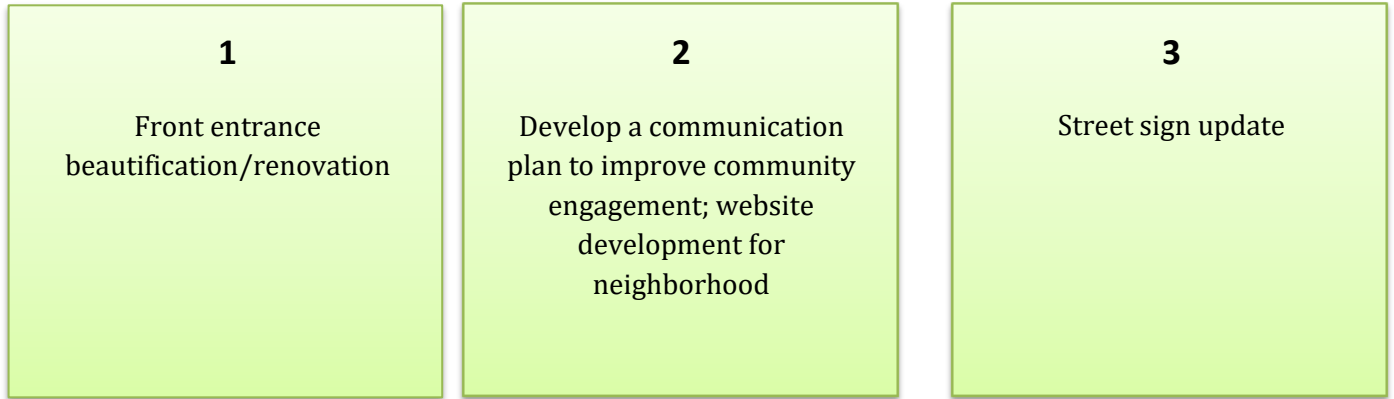 1
Front entrance
beautification/renovation
2
Develop a communication
plan to improve community
engagement; website
development for
neighborhood
3
Street sign update